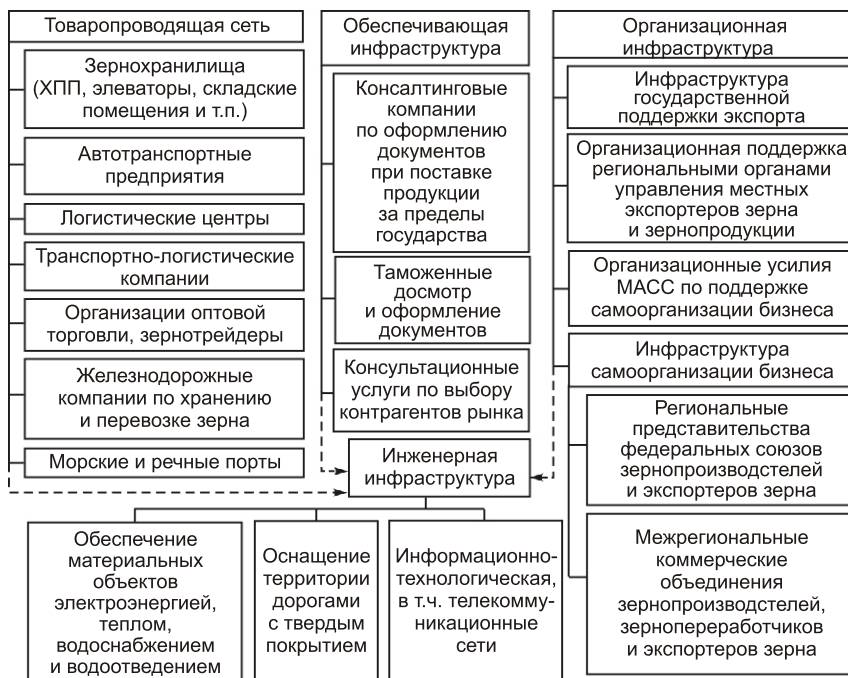 Товаропроводящая сеть
Зернохранилища
(ХПП, элеваторы, складские
помещения и т.п.)
Автотранспортные
предприятия
Логистические центры
Транспортно-логистические
компании
Организации оптовой
торговли, зернотрейдеры
Железнодорожные
компании по хранению
и перевозке зерна
Морские и речные порты
Обеспечивающая
инфраструктура
Консалтинговые
компании
по оформлению
документов
при поставке
продукции
за пределы
государства
Таможенные
досмотр
и оформление
документов
Консультационные
услуги по выбору
контрагентов рынка
Организационная
инфраструктура
Инфраструктура
государственной
поддержки экспорта
Организационная поддержка
региональными органами
управления местных
экспортеров зерна
и зернопродукции
Организационные усилия
МАСС по поддержке
самоорганизации бизнеса
Инфраструктура
самоорганизации бизнеса
Региональные
представительства
федеральных союзов
зернопроизводстелей
и экспортеров зерна
Межрегиональные
коммерческие
объединения
зернопроизводстелей,
зернопереработчиков
и экспортеров зерна
Инженерная
инфраструктура
Обеспечение
материальных
объектов
электроэнергией,
теплом,
водоснабжением
и водоотведением
Оснащение
территории
дорогами
с твердым
покрытием
Информационно-
технологическая,
в т.ч. телекомму-
никационные
сети